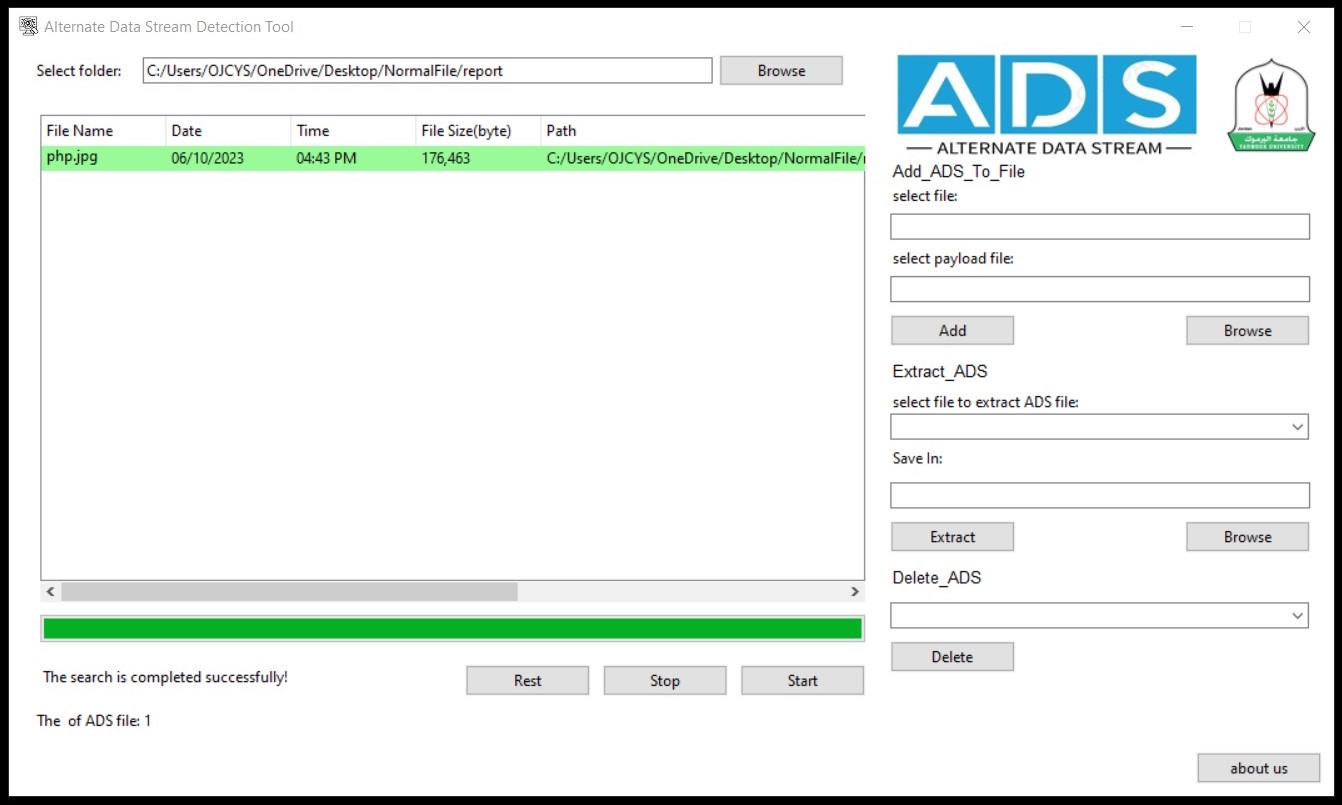 Alternate Data Stream Detection Tool
Select folder:
C:/Users/OJCYS/OneDrive/Desktop/NormalFile/report
Browse
File Name
Date
Time
File Size(byte)
Path
php.jpg
06/10/2023
04:43 PM
176,463
C:/Users/OJCYS/OneDrive/Desktop/NormalFile/r
The search is completed successfully!
Rest
Stop
Start
The  of ADS file: 1
ADS
ALTERNATE DATA STREAM
جامعة اليرموك
YARMOUK UNIVERSITY
Add_ADS_To_File
select file:
select payload file:
Add
Browse
Extract_ADS
select file to extract ADS file:
Save In:
Extract
Browse
Delete_ADS
Delete
about us